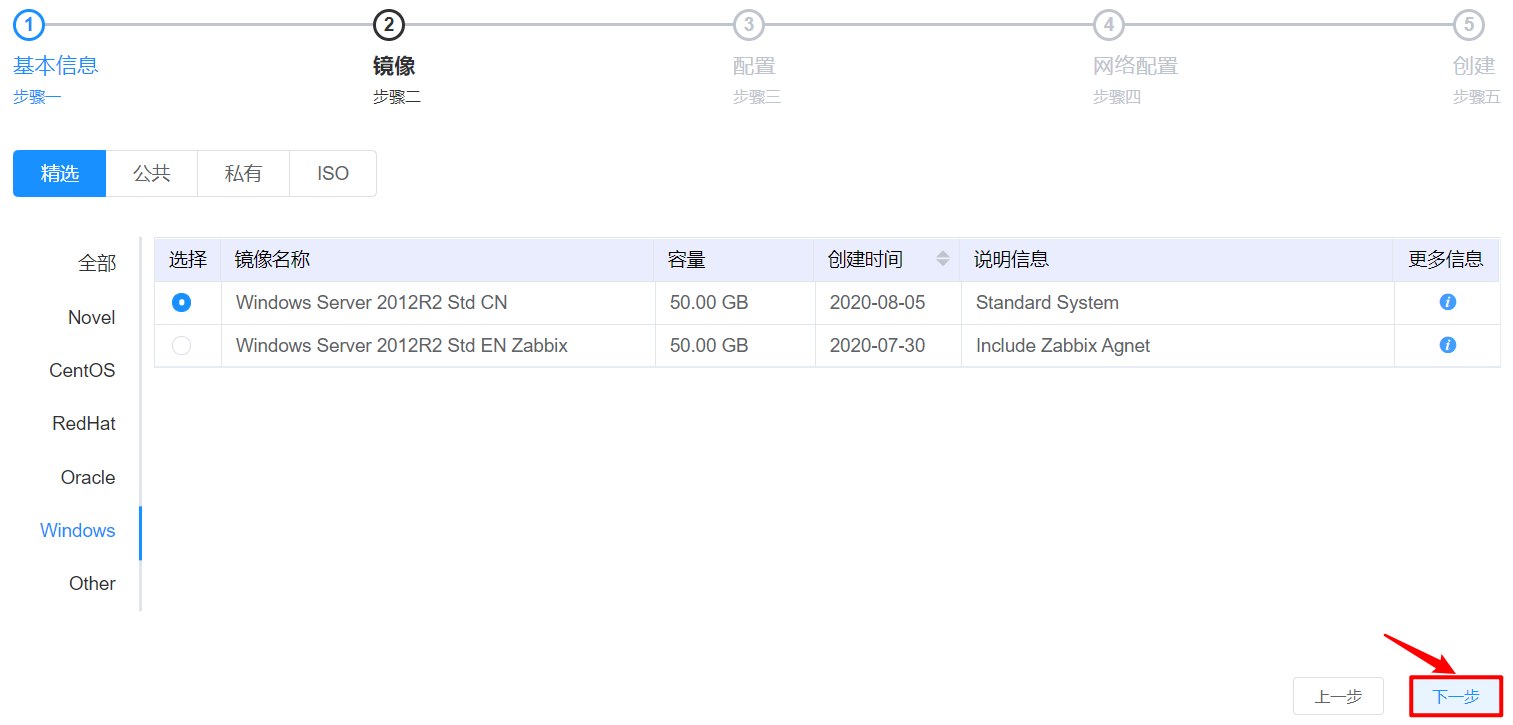 1 2 3 4 5
基本信息 镜像 配置 网络配置 创建
步骤一 步骤二 步骤三 步骤四 步骤五
精选 公共 私有 ISO
全部
Novel
CentOS
RedHat
Oracle
Windows
Other
选择 镜像名称 容量 创建时间 说明信息 更多信息
Windows Server 2012R2 Std CN 50.00 GB 2020-08-05 Standard System i
Windows Server 2012R2 Std EN Zabbix 50.00 GB 2020-07-30 Include Zabbix Agnet i
上一步 下一步